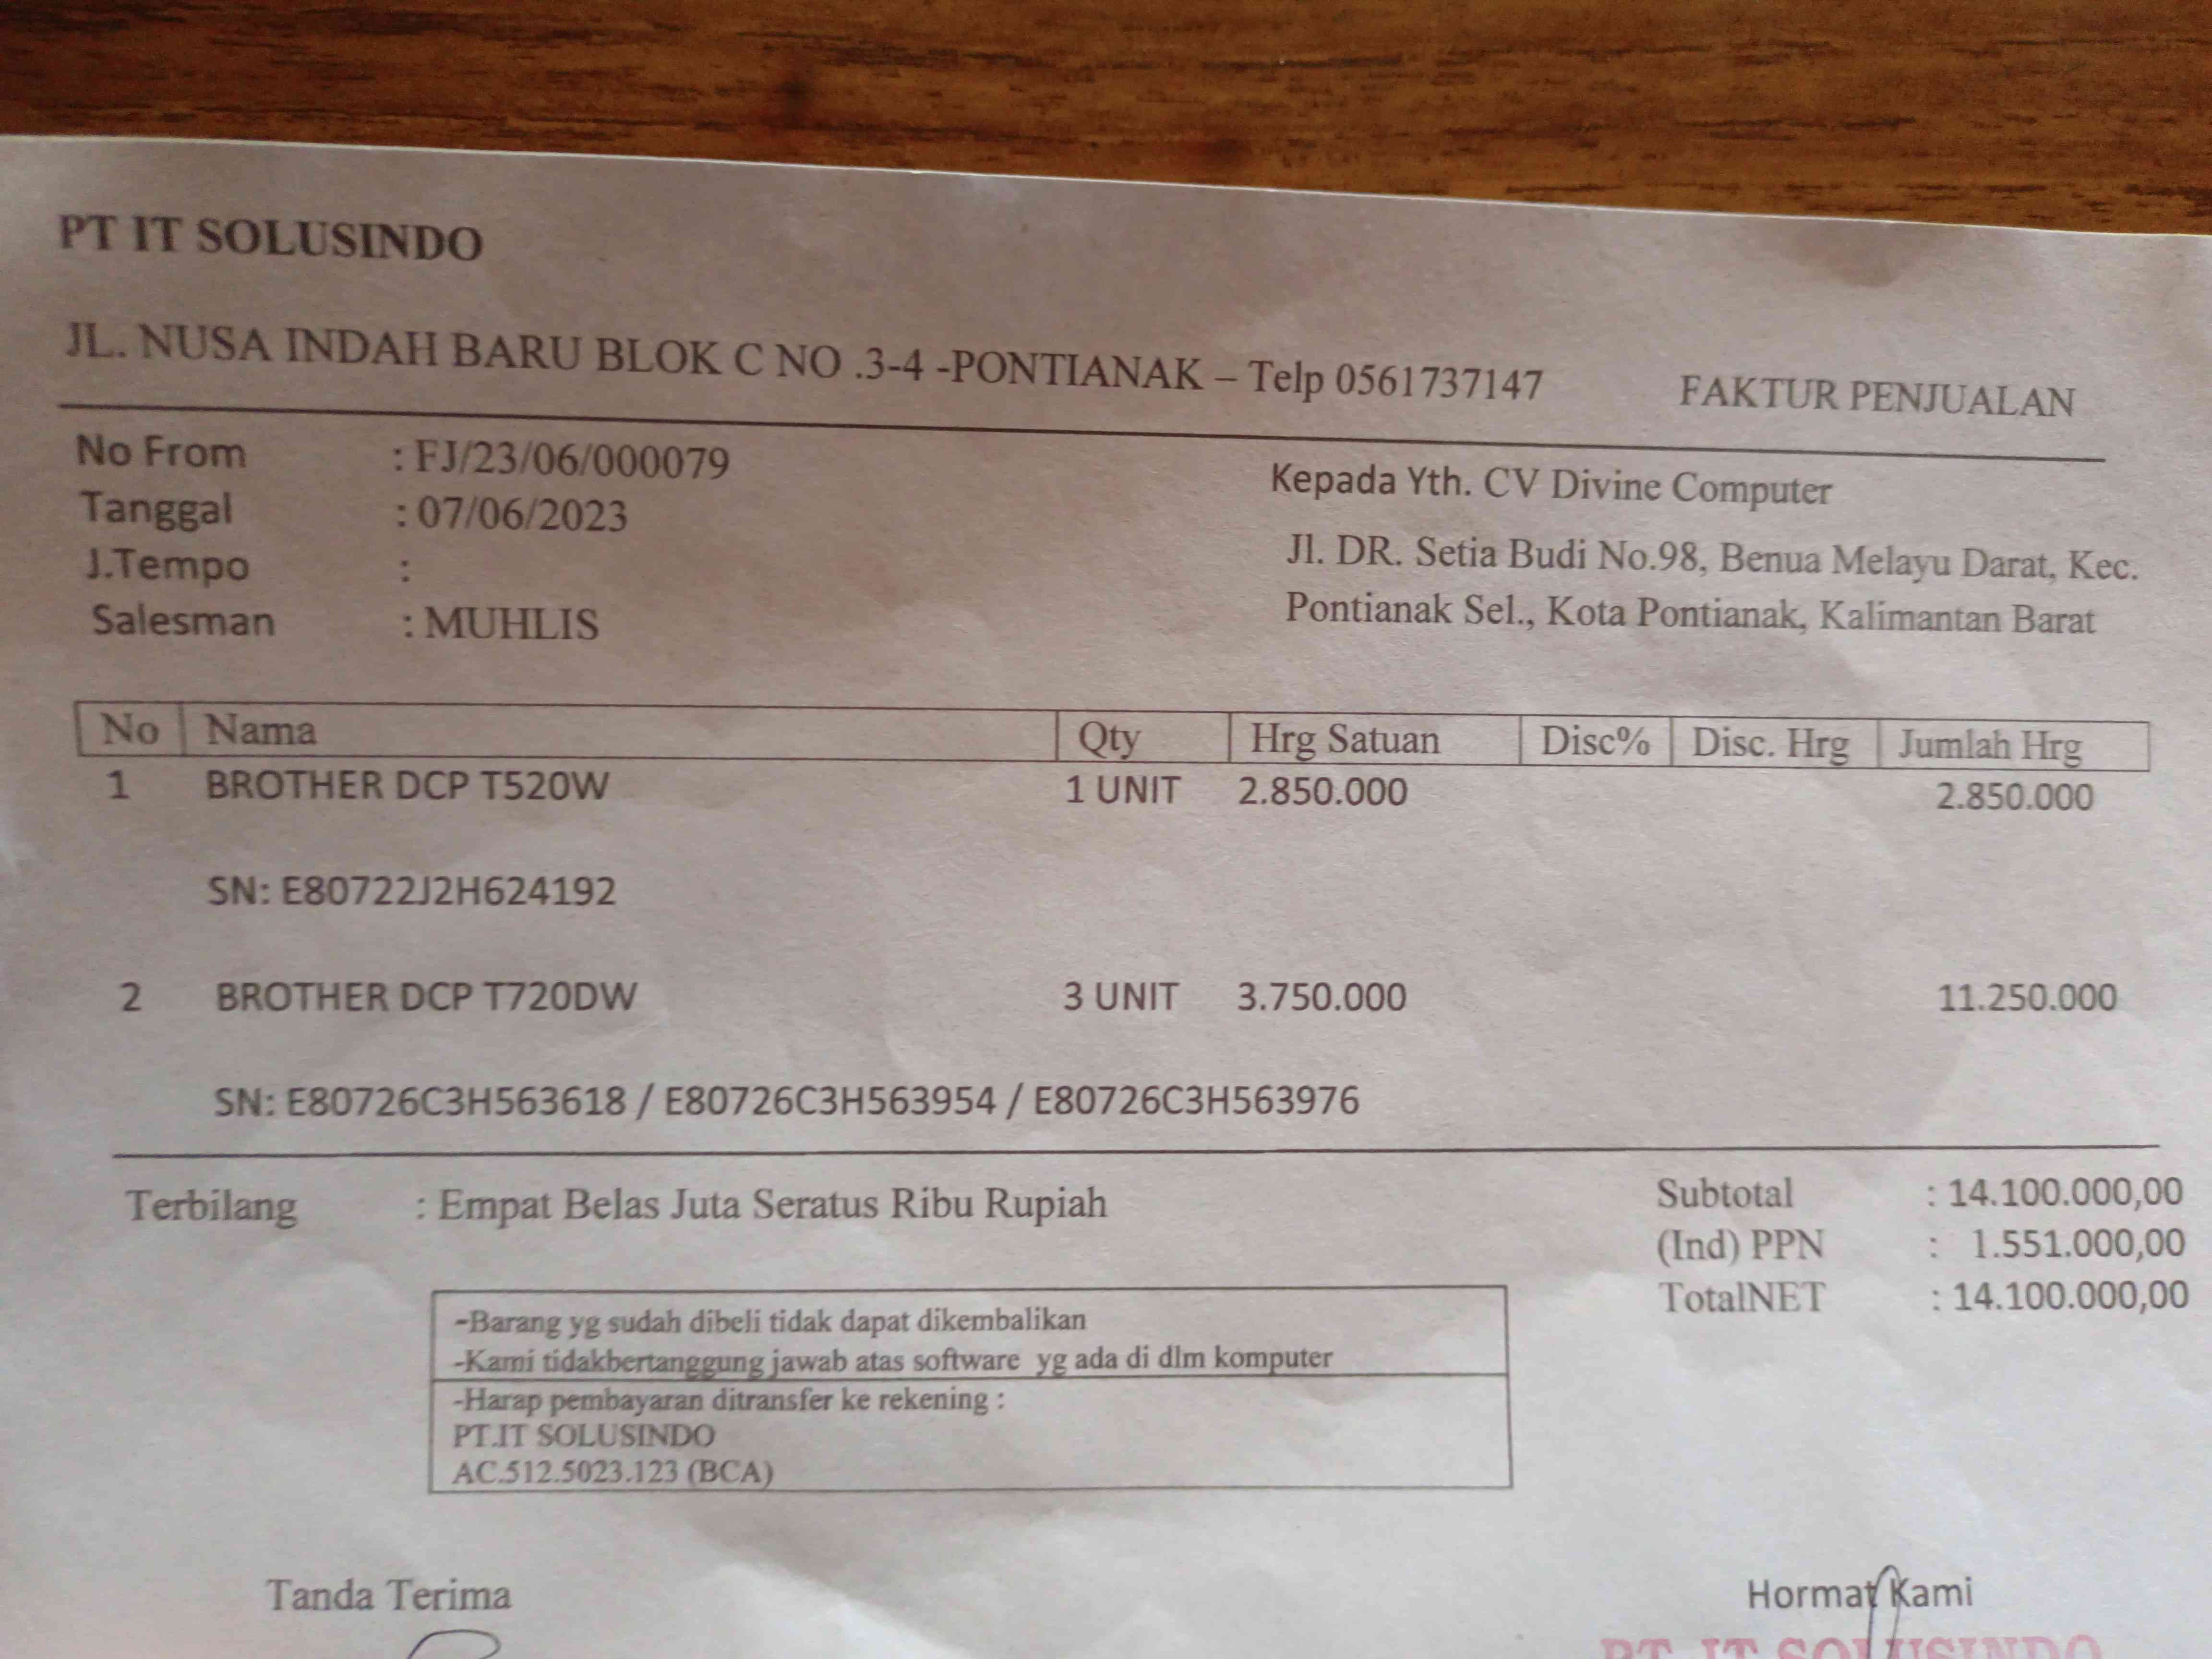 PT IT SOLUSINDO
JL. NUSA INDAH BARU BLOK C NO .3-4 -PONTIANAK – Telp 0561737147 FAKTUR PENJUALAN
No From : FJ/23/06/000079
Tanggal : 07/06/2023
J.Tempo :
Salesman : MUHLIS
Kepada Yth. CV Divine Computer
Jl. DR. Setia Budi No.98, Benua Melayu Darat, Kec.
Pontianak Sel., Kota Pontianak, Kalimantan Barat
No Nama Qty Hrg Satuan Disc% Disc. Hrg Jumlah Hrg
1 BROTHER DCP T520W 1 UNIT 2.850.000 2.850.000
SN: E80722J2H624192
2 BROTHER DCP T720DW 3 UNIT 3.750.000 11.250.000
SN: E80726C3H563618 / E80726C3H563954 / E80726C3H563976
Terbilang : Empat Belas Juta Seratus Ribu Rupiah
Subtotal : 14.100.000,00
(Ind) PPN : 1.551.000,00
TotalNET : 14.100.000,00
-Barang yg sudah dibeli tidak dapat dikembalikan
-Kami tidakbertanggung jawab atas software yg ada di dlm komputer
-Harap pembayaran ditransfer ke rekening :
PT.IT SOLUSINDO
AC.512.5023.123 (BCA)
Tanda Terima Hormat Kami
PT. IT SOLUSINDO